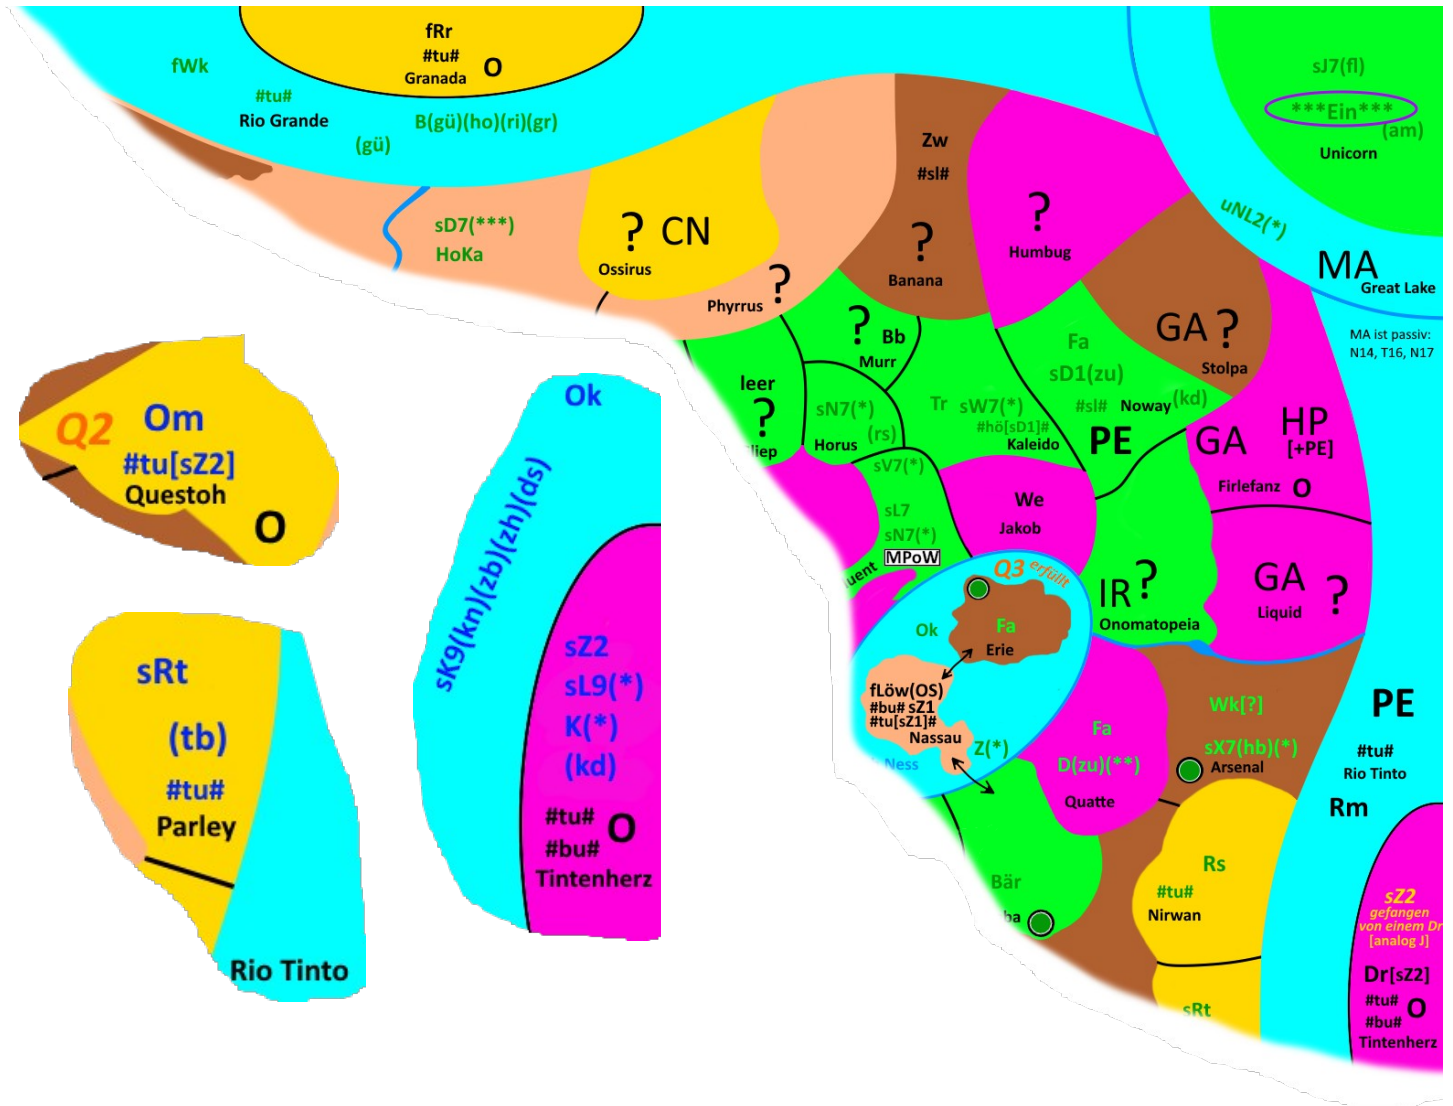 fRr
#tu#
Granada O
fWk
#tu#
Rio Grande
(gü)
B(gü)(ho)(ri)(gr)
sJ7(fl)
***Ein***
(am)
Unicorn
uNL2(*)
MA
Great Lake
MA ist passiv:
N14, T16, N17
sD7(***)
HoKa
? CN
Ossirus
Phyrrus ?
Zw
#sl#
?
Banana
?
Humbug
GA ?
Stolpa
? Bb
Murr
leer
?
sN7(*)
(rs)
Horus
Tr sW7(*)
#hö[sD1]#
Kaleido
Fa
sD1(zu)
#sl# Noway (kd)
PE
GA HP
[+PE]
Firlefanz O
sV7(*)
sL7
sN7(*)
MPoW
We
Jakob
IR ?
Onomatopeia
GA ?
Liquid
Q3 erfüllt
Ok
Fa
Erie
fLöw(OS)
#bu# sZ1
#tu[sZ1]#
Nassau
Z(*)
Ness
Fa
D(zu)(**)
Quatte
Wk[?]
sX7(hb)(*)
Arsenal
PE
#tu#
Rio Tinto
Rm
Bär
ba
Rs
#tu#
Nirwan
sRt
sZ2
gefangen
von einem Dr
[analog J]
Dr[sZ2]
#tu# O
#bu#
Tintenherz
Q2 Om
#tu[sZ2]
Questoh
O
sRt
(tb)
#tu#
Parley
Rio Tinto
Ok
sK9(kn)(zb)(zh)(ds)
sZ2
sL9(*)
K(*)
(kd)
#tu# O
#bu#
Tintenherz